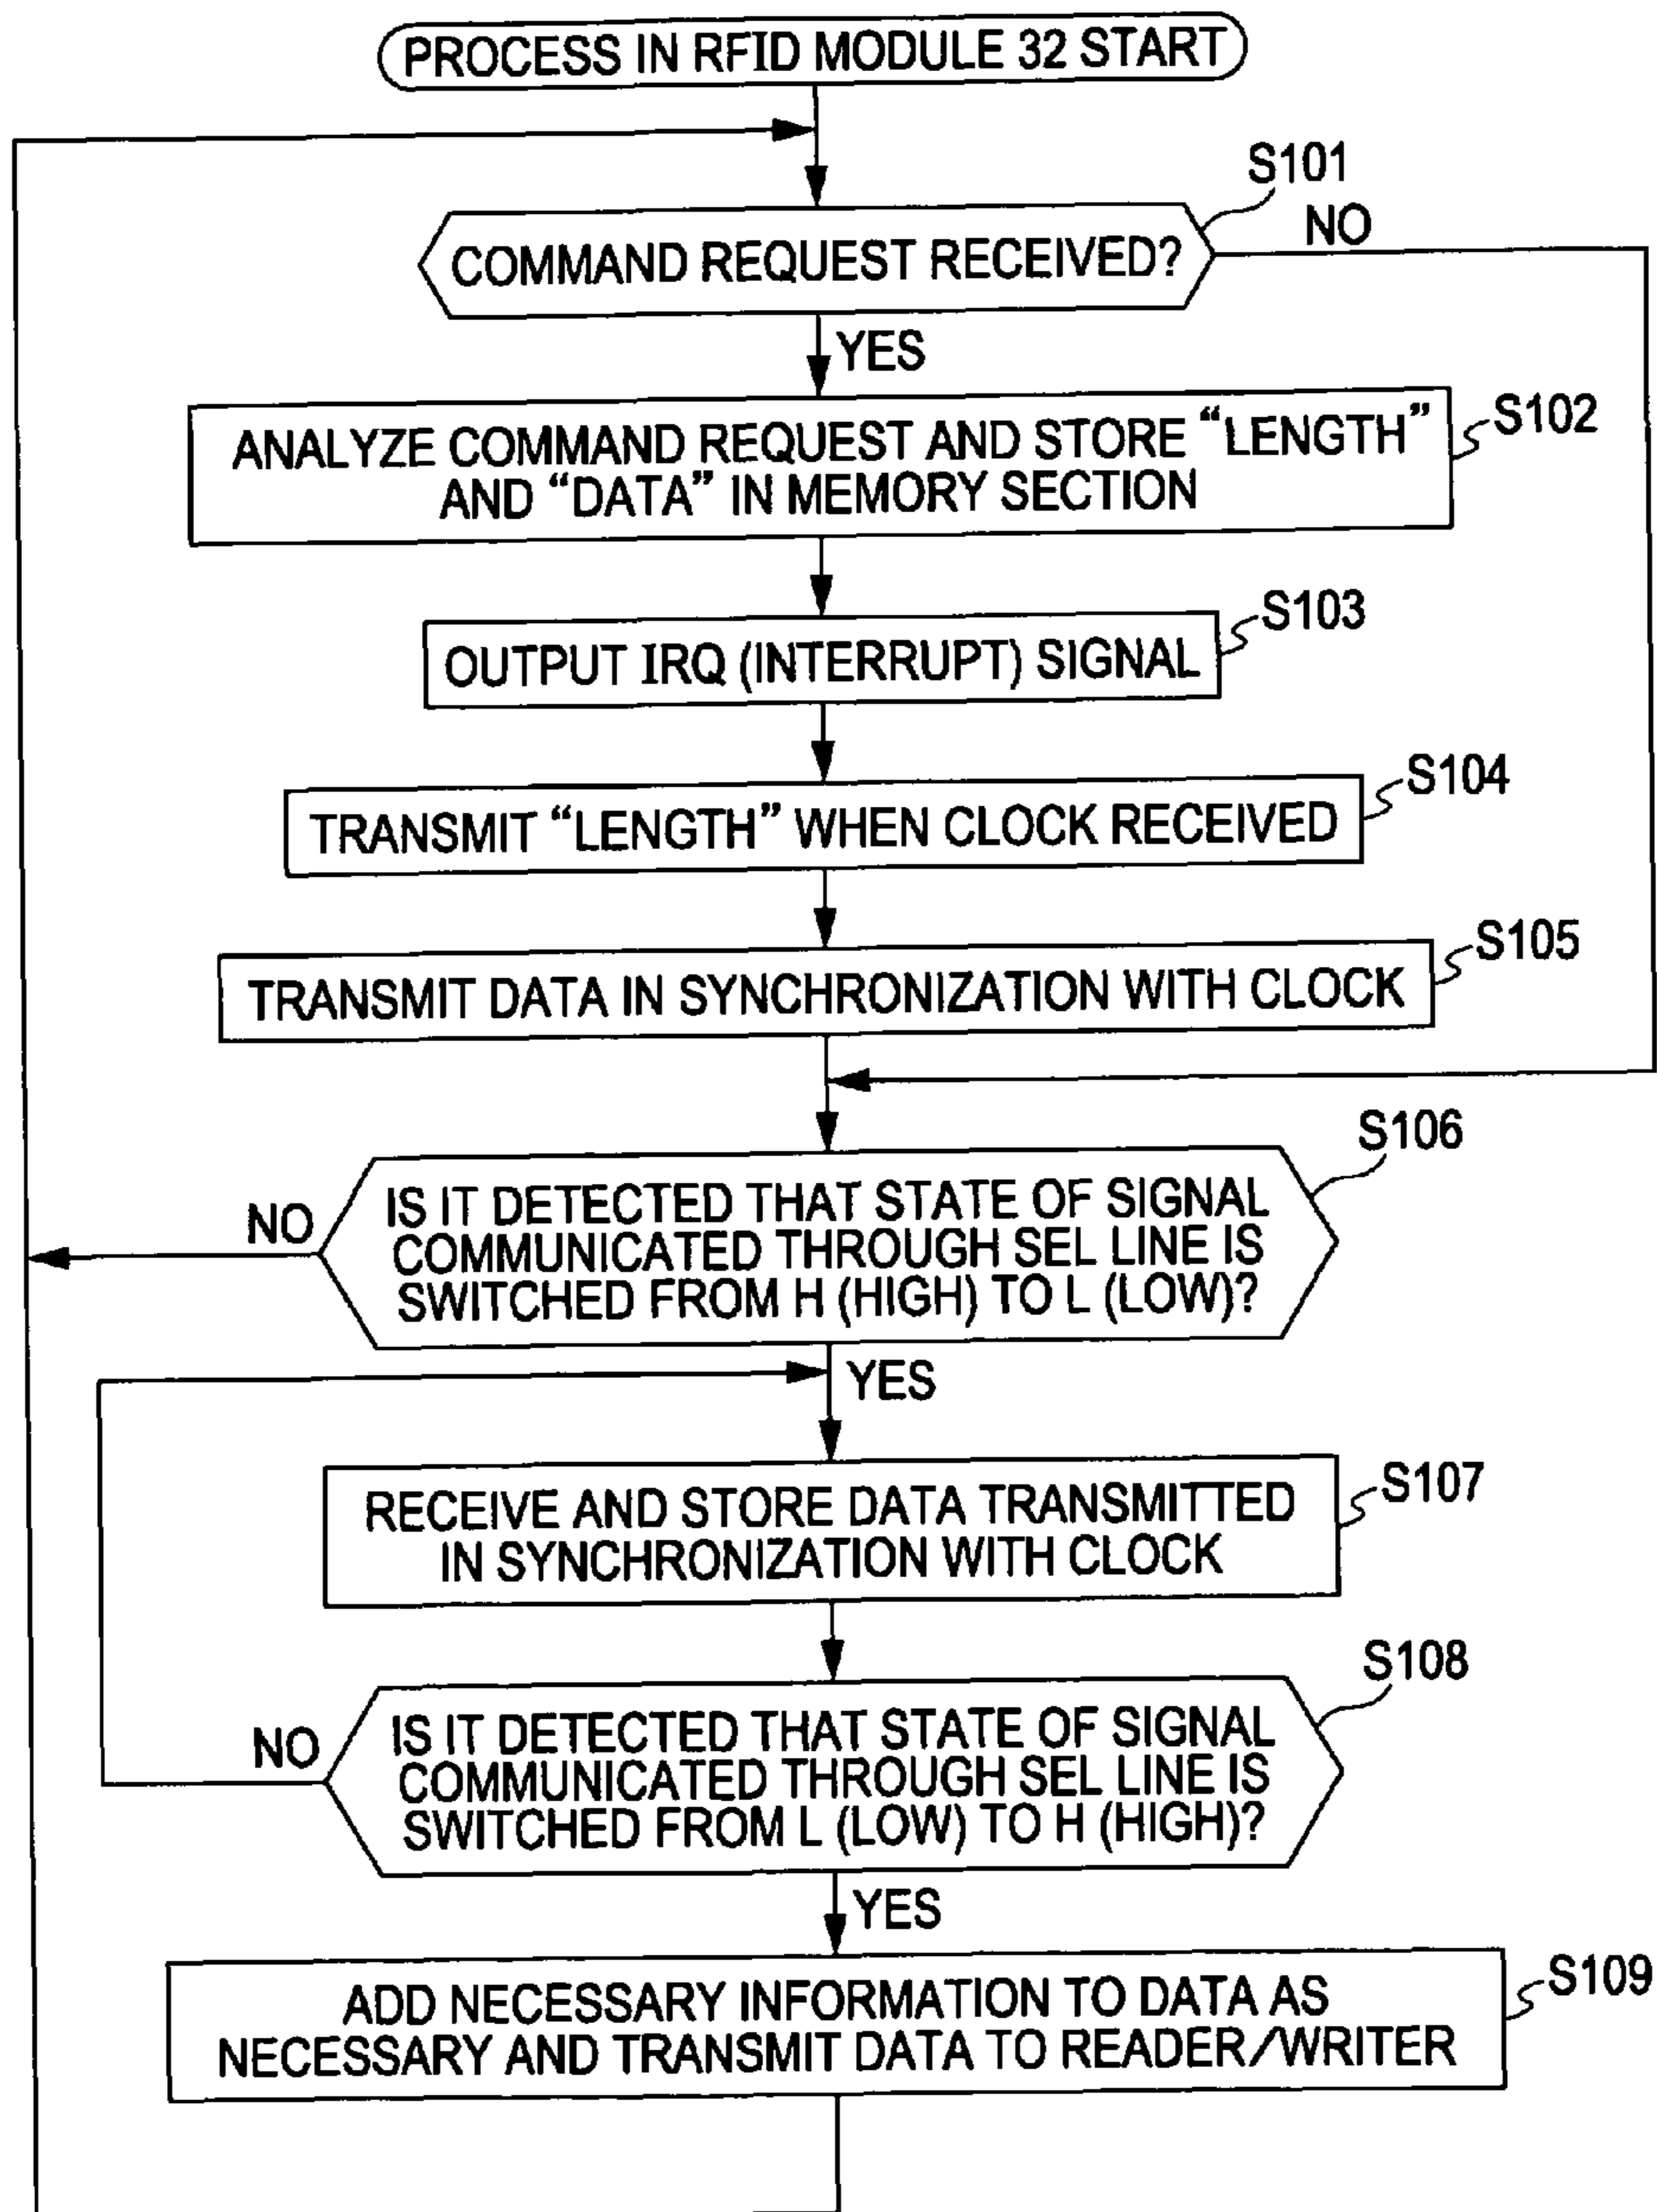 PROCESS IN RFID MODULE 32 START
S101
COMMAND REQUEST RECEIVED?
NO
YES
S102
ANALYZE COMMAND REQUEST AND STORE “LENGTH”
AND “DATA” IN MEMORY SECTION
S103
OUTPUT IRQ (INTERRUPT) SIGNAL
S104
TRANSMIT “LENGTH” WHEN CLOCK RECEIVED
S105
TRANSMIT DATA IN SYNCHRONIZATION WITH CLOCK
S106
NO
IS IT DETECTED THAT STATE OF SIGNAL
COMMUNICATED THROUGH SEL LINE IS
SWITCHED FROM H (HIGH) TO L (LOW)?
YES
S107
RECEIVE AND STORE DATA TRANSMITTED
IN SYNCHRONIZATION WITH CLOCK
S108
NO
IS IT DETECTED THAT STATE OF SIGNAL
COMMUNICATED THROUGH SEL LINE IS
SWITCHED FROM L (LOW) TO H (HIGH)?
YES
S109
ADD NECESSARY INFORMATION TO DATA AS
NECESSARY AND TRANSMIT DATA TO READER/WRITER